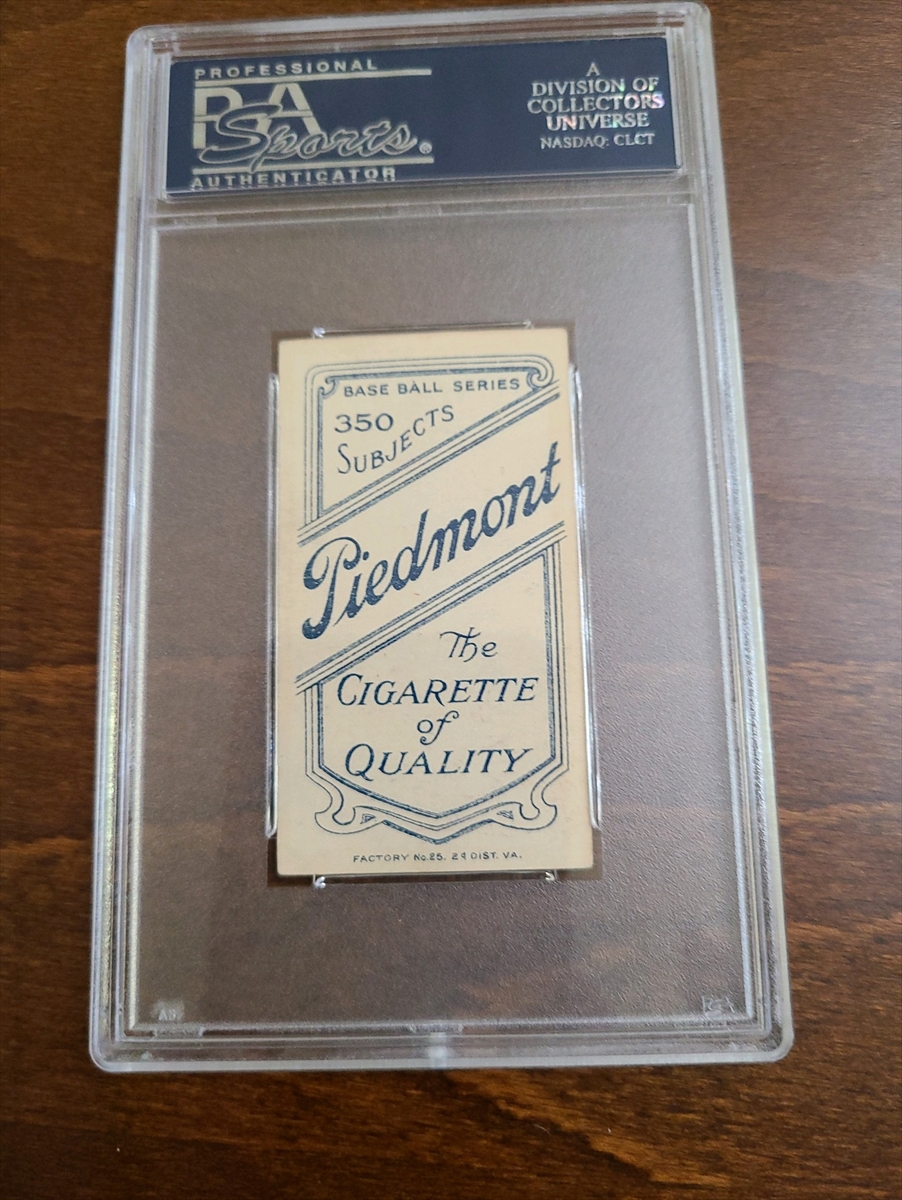 PROFESSIONAL
PSA
Sports®
AUTHENTICATOR
A
DIVISION OF
COLLECTORS
UNIVERSE
NASDAQ: CLCT
BASE BALL SERIES
350
SUBJECTS
Piedmont
The
CIGARETTE
of
QUALITY
FACTORY No. 25. 2d DIST. VA.
PSA